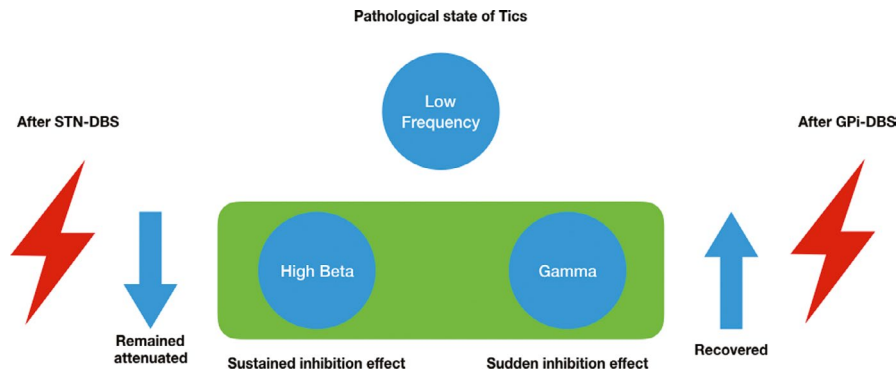 Pathological state of Tics
Low
Frequency
After STN-DBS
After GPi-DBS
High Beta
Gamma
Remained
attenuated
Sustained inhibition effect
Sudden inhibition effect
Recovered